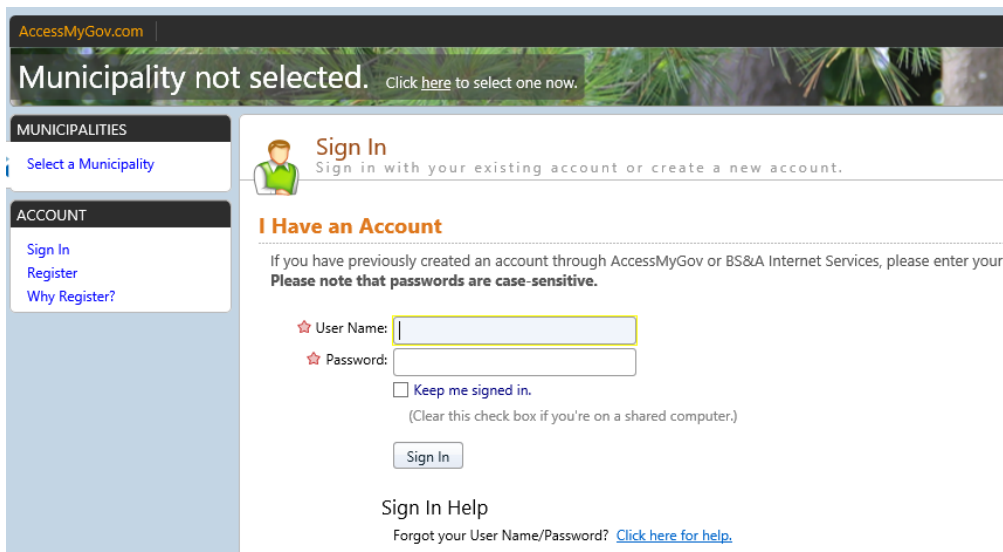 AccessMyGov.com
Municipality not selected. Click here to select one now.
MUNICIPALITIES
Select a Municipality
ACCOUNT
Sign In
Register
Why Register?
Sign In
Sign in with your existing account or create a new account.
I Have an Account
If you have previously created an account through AccessMyGov or BS&A Internet Services, please enter your
Please note that passwords are case-sensitive.
User Name:
Password:
Keep me signed in.
(Clear this check box if you're on a shared computer.)
Sign In
Sign In Help
Forgot your User Name/Password? Click here for help.